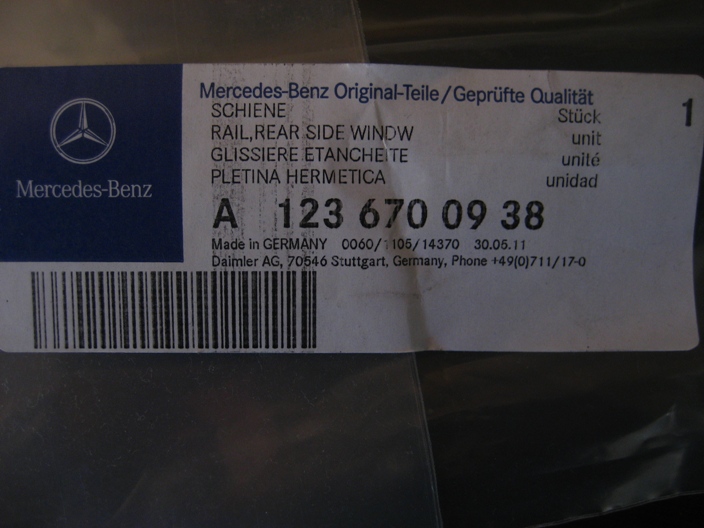 Mercedes-Benz
Mercedes-Benz Original-Teile/Geprüfte Qualität
SCHIENE Stück 1
RAIL,REAR SIDE WINDW unit
GLISSIERE ETANCHEITE unité
PLETINA HERMETICA unidad
A 123 670 09 38
Made in GERMANY 0060/1105/14370 30.05.11
Daimler AG, 70546 Stuttgart, Germany, Phone +49(0)711/17-0